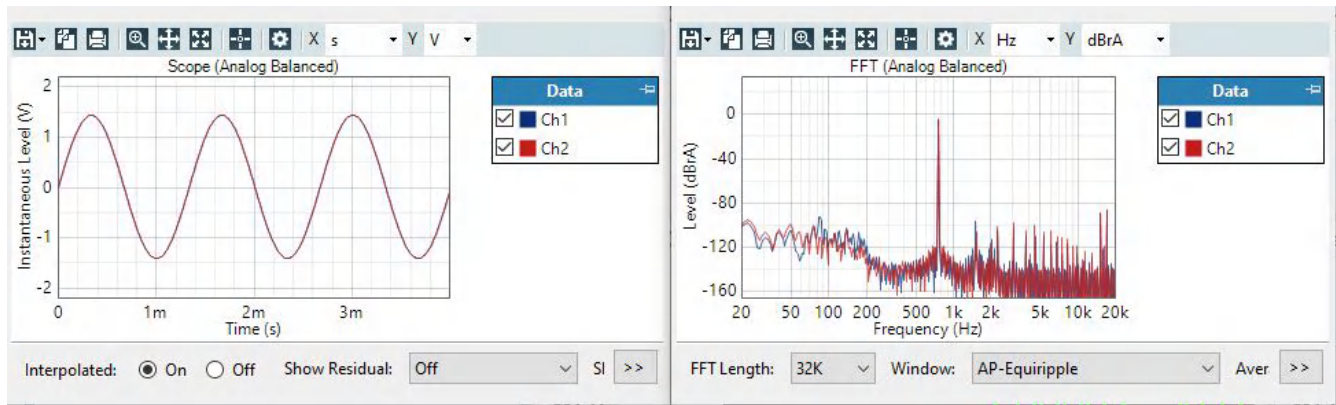 X s Y V
Scope (Analog Balanced)
Instantaneous Level (V)
2
1
0
-1
-2
0 1m 2m 3m
Time (s)
Data
Ch1
Ch2
Interpolated: On Off Show Residual: Off SI >>
X Hz Y dBrA
FFT (Analog Balanced)
Level (dBrA)
0
-40
-80
-120
-160
20 50 100 200 500 1k 2k 5k 10k 20k
Frequency (Hz)
Data
Ch1
Ch2
FFT Length: 32K Window: AP-Equiripple Aver >>